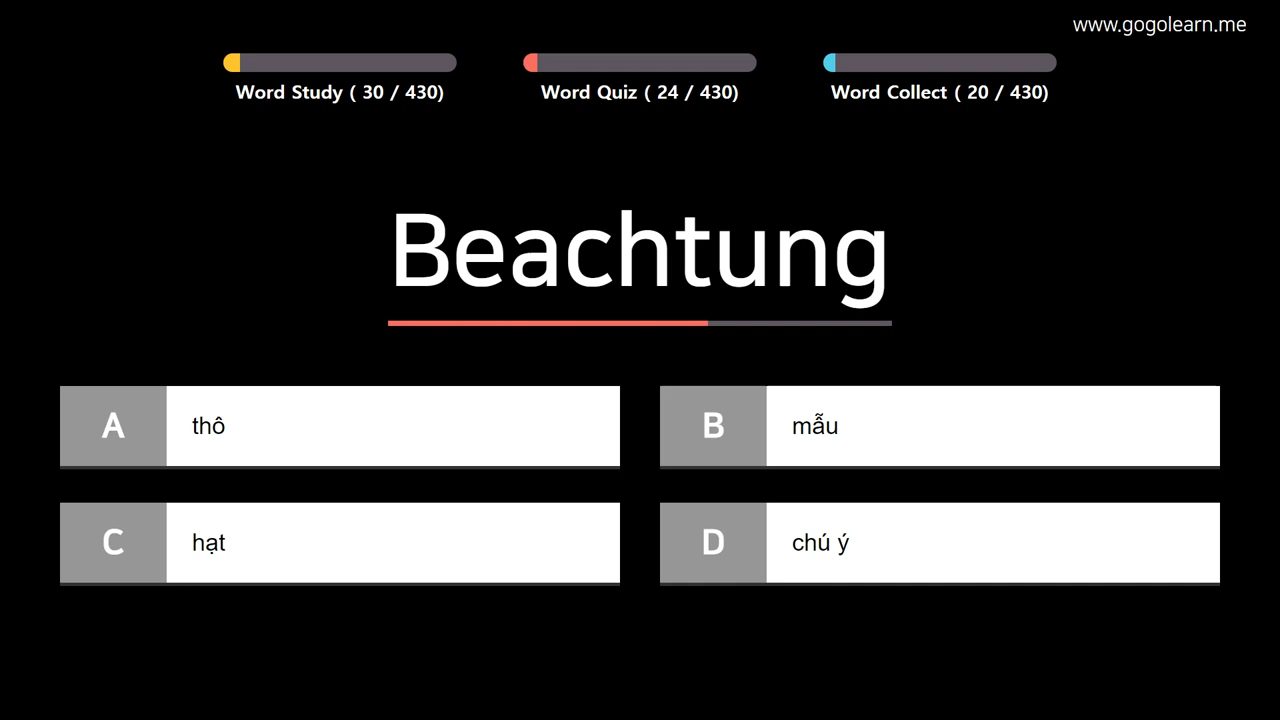 www.gogolearn.me
Word Study ( 30 / 430)
Word Quiz ( 24 / 430)
Word Collect ( 20 / 430)
Beachtung
A thô
B mẫu
C hạt
D chú ý